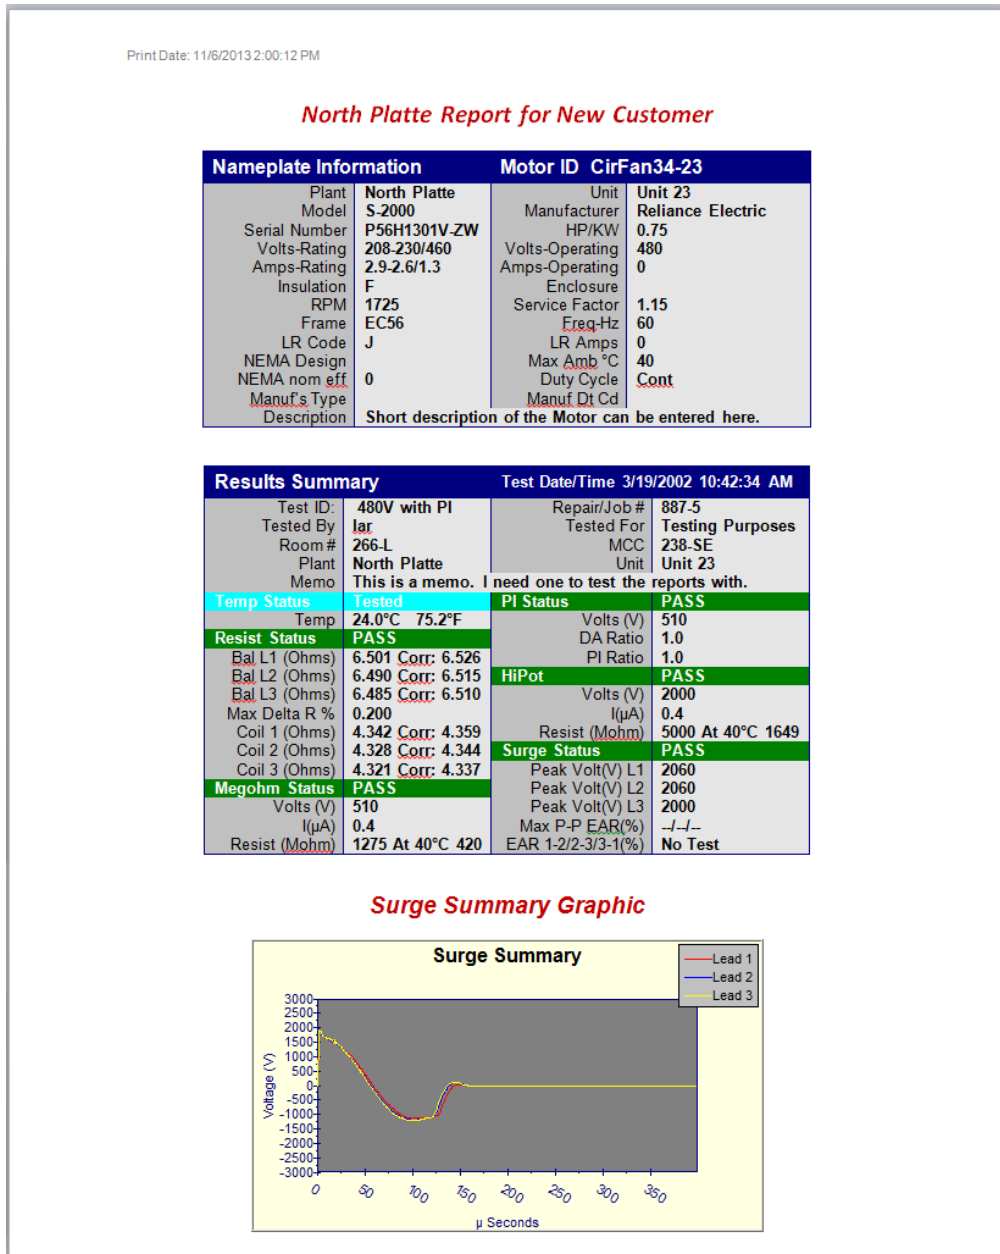 Print Date: 11/6/2013 2:00:12 PM
North Platte Report for New Customer
Nameplate Information Motor ID CirFan34-23
Plant North Platte Unit Unit 23
Model S-2000 Manufacturer Reliance Electric
Serial Number P56H1301V-ZW HP/KW 0.75
Volts-Rating 208-230/460 Volts-Operating 480
Amps-Rating 2.9-2.6/1.3 Amps-Operating 0
Insulation F Enclosure
RPM 1725 Service Factor 1.15
Frame EC56 Freq-Hz 60
LR Code J LR Amps 0
NEMA Design Max Amb °C 40
NEMA nom eff 0 Duty Cycle Cont
Manuf's Type Manuf Dt Cd
Description Short description of the Motor can be entered here.
Results Summary Test Date/Time 3/19/2002 10:42:34 AM
Test ID: 480V with PI Repair/Job # 887-5
Tested By lar Tested For Testing Purposes
Room # 266-L MCC 238-SE
Plant North Platte Unit Unit 23
Memo This is a memo. I need one to test the reports with.
Temp Status Tested PI Status PASS
Temp 24.0°C 75.2°F Volts (V) 510
Resist Status PASS DA Ratio 1.0
Bal L1 (Ohms) 6.501 Corr: 6.526 PI Ratio 1.0
Bal L2 (Ohms) 6.490 Corr: 6.515 HiPot PASS
Bal L3 (Ohms) 6.485 Corr: 6.510 Volts (V) 2000
Max Delta R % 0.200 I(µA) 0.4
Coil 1 (Ohms) 4.342 Corr: 4.359 Resist (Mohm) 5000 At 40°C 1649
Coil 2 (Ohms) 4.328 Corr: 4.344 Surge Status PASS
Coil 3 (Ohms) 4.321 Corr: 4.337 Peak Volt(V) L1 2060
Megohm Status PASS Peak Volt(V) L2 2060
Volts (V) 510 Peak Volt(V) L3 2000
I(µA) 0.4 Max P-P EAR(%) --/--/--
Resist (Mohm) 1275 At 40°C 420 EAR 1-2/2-3/3-1(%) No Test
Surge Summary Graphic
Surge Summary
Lead 1
Lead 2
Lead 3
3000
2500
2000
1500
1000
500
0
-500
-1000
-1500
-2000
-2500
-3000
Voltage (V)
0 50 100 150 200 250 300 350
µ Seconds